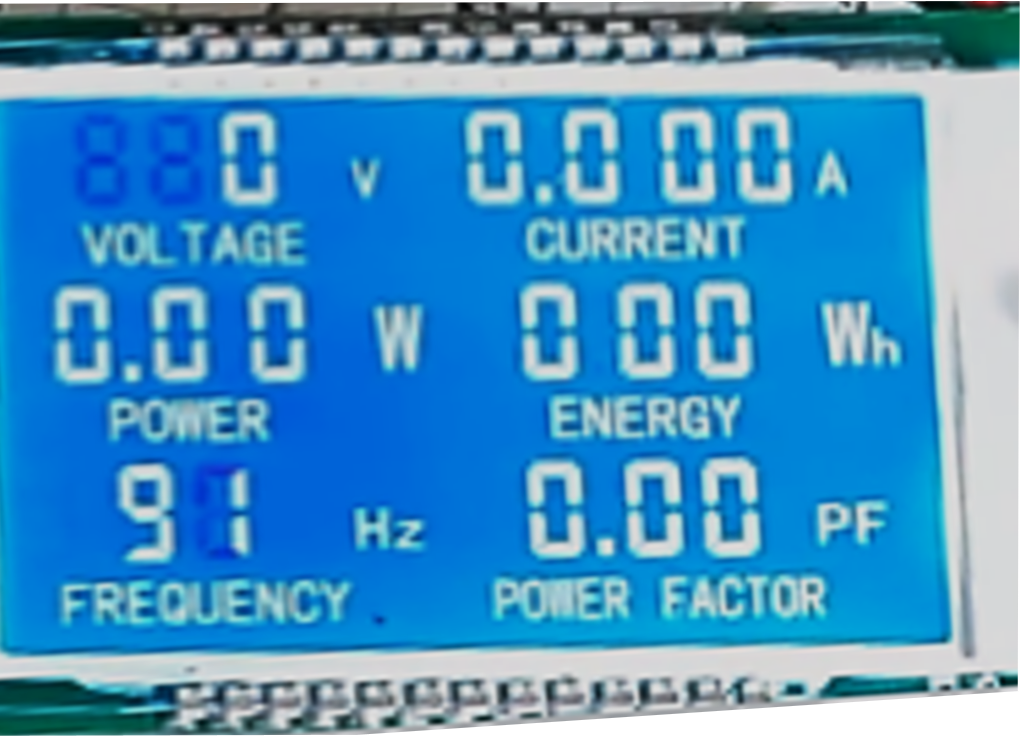 0 V 0.000 A
VOLTAGE CURRENT
0.00 W 000 Wh
POWER ENERGY
91 Hz 0.00 PF
FREQUENCY POWER FACTOR